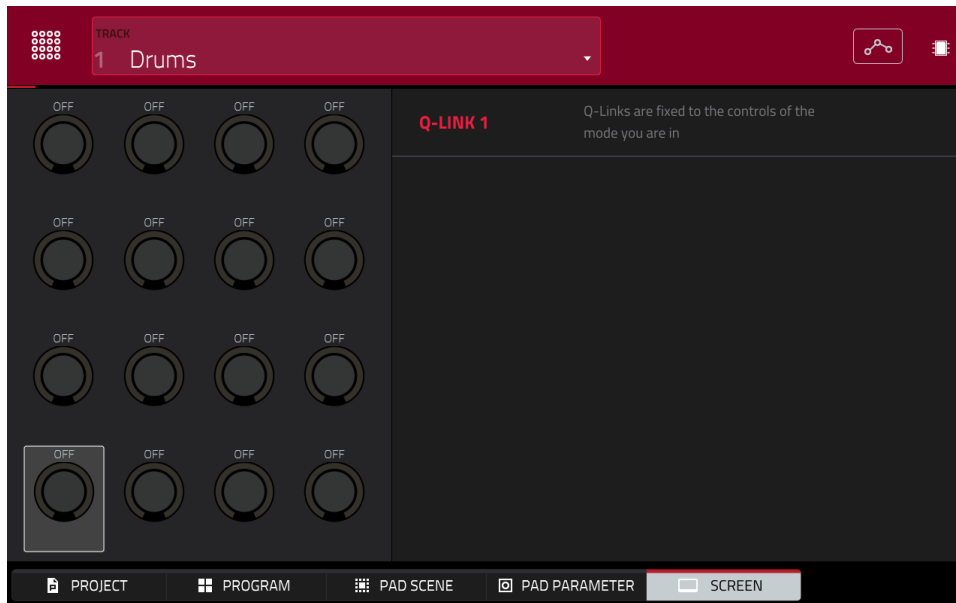 TRACK
1 Drums
OFF OFF OFF OFF
Q-LINK 1
Q-Links are fixed to the controls of the
mode you are in
OFF OFF OFF OFF
OFF OFF OFF OFF
OFF OFF OFF OFF
PROJECT PROGRAM PAD SCENE PAD PARAMETER SCREEN